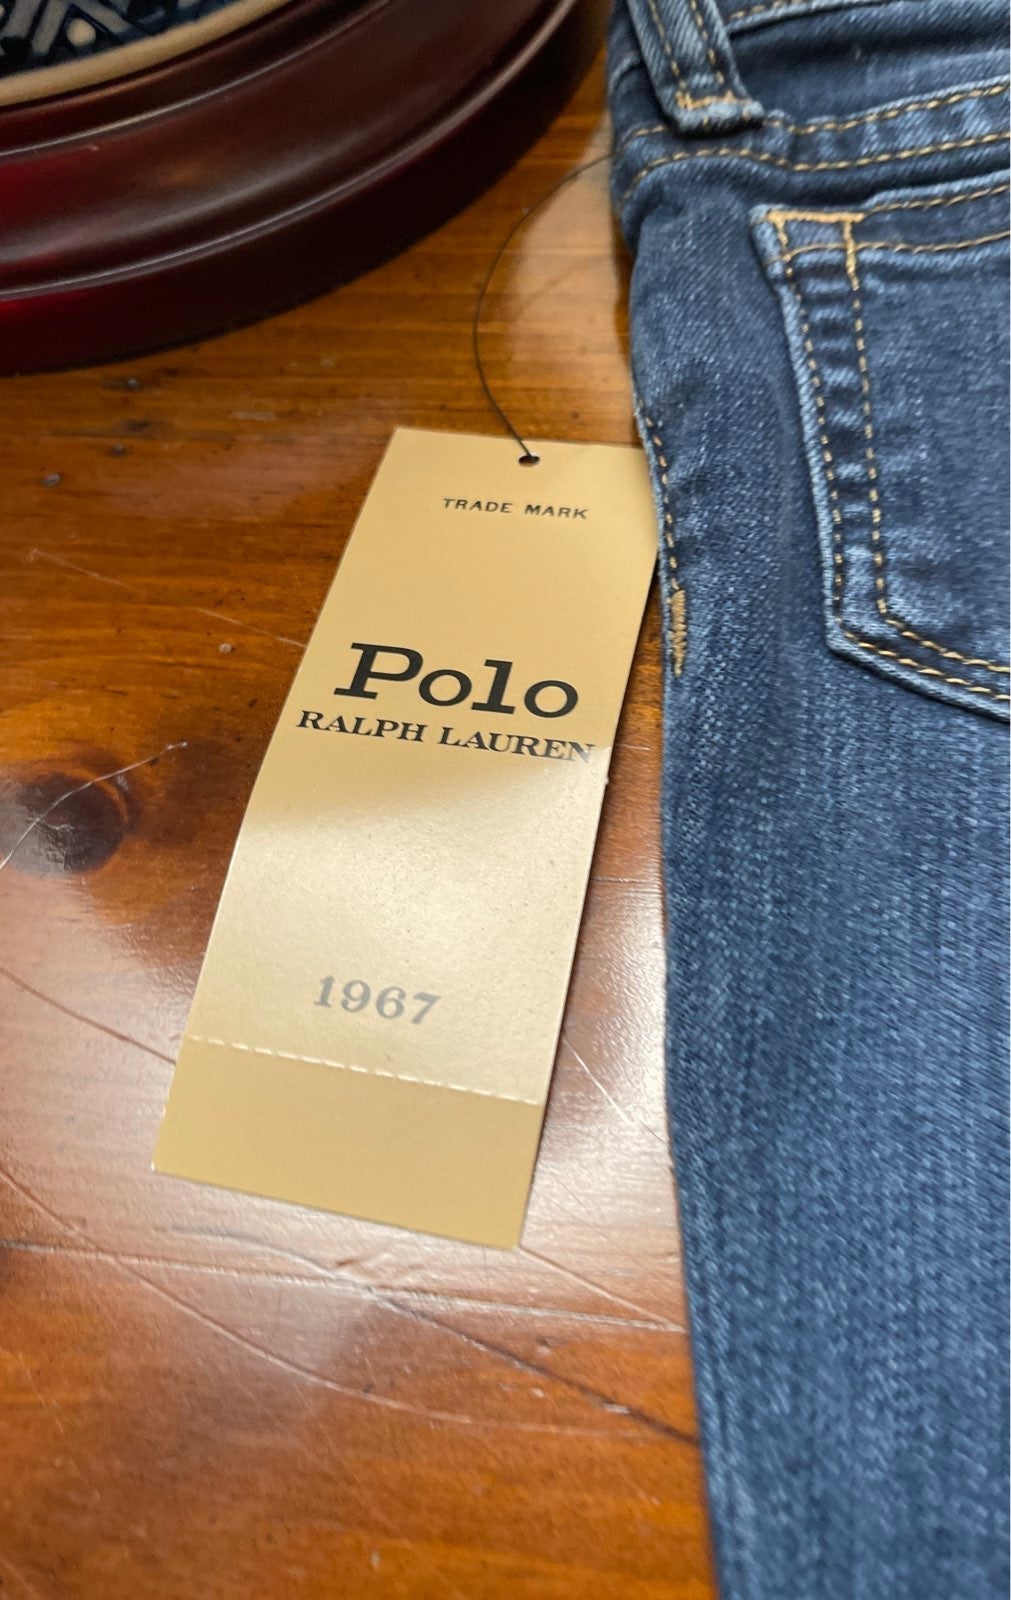 TRADE MARK
Polo
RALPH LAUREN
1967